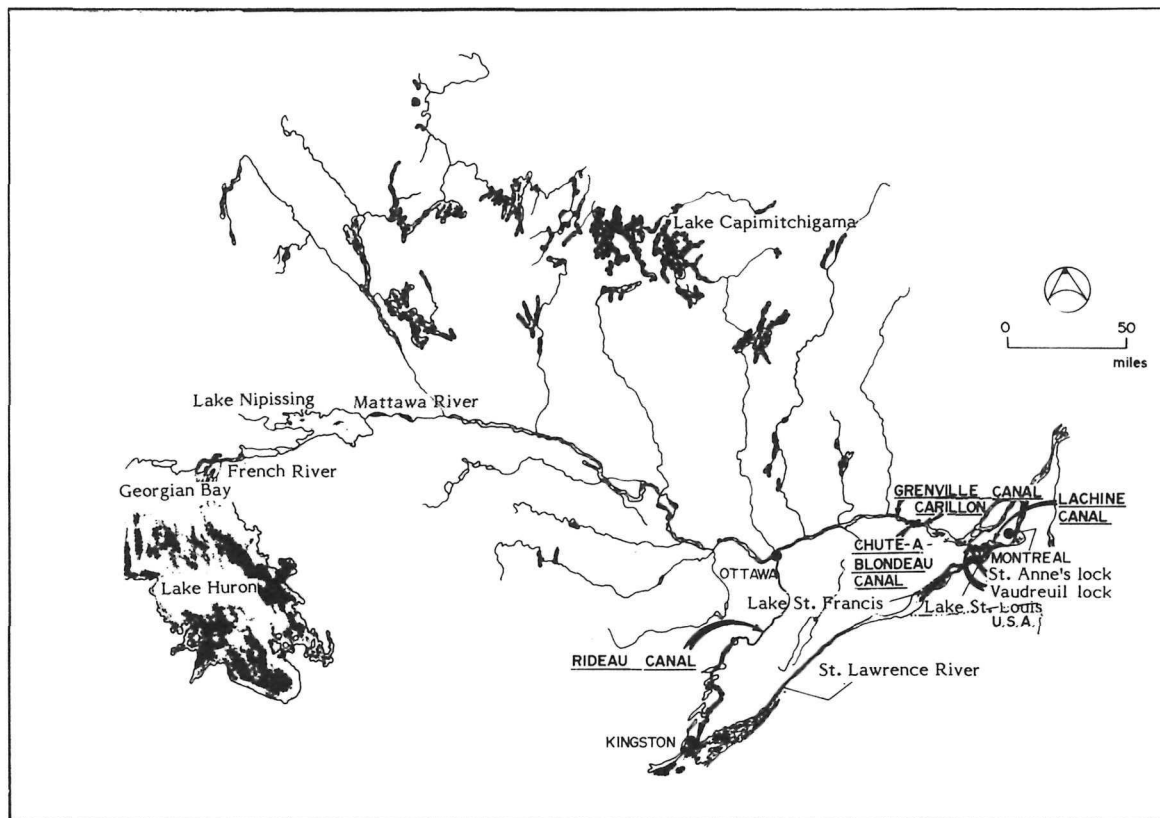 Lake Capimitchigama
0 50
miles
Lake Nipissing
Mattawa River
French River
Georgian Bay
Lake Huron
GRENVILLE CANAL
CARILLON
LACHINE
CANAL
CHUTE-A-
BLONDEAU
CANAL
MONTREAL
St. Anne's lock
Vaudreuil lock
OTTAWA
Lake St. Francis
Lake St. Louis
U.S.A.
RIDEAU CANAL
St. Lawrence River
KINGSTON